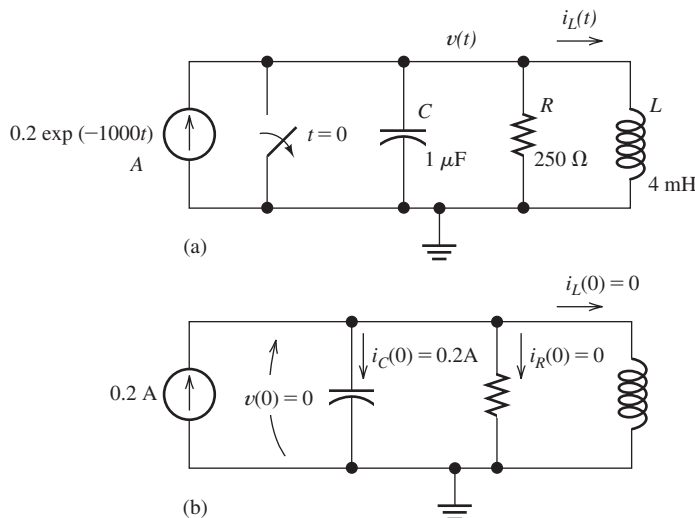 i_L(t)
v(t)
0.2 exp (−1000t)
A
t=0
C
1 μF
R
250 Ω
L
4 mH
(a)
i_L(0)=0
0.2 A
v(0)=0
i_C(0)=0.2A
i_R(0)=0
(b)